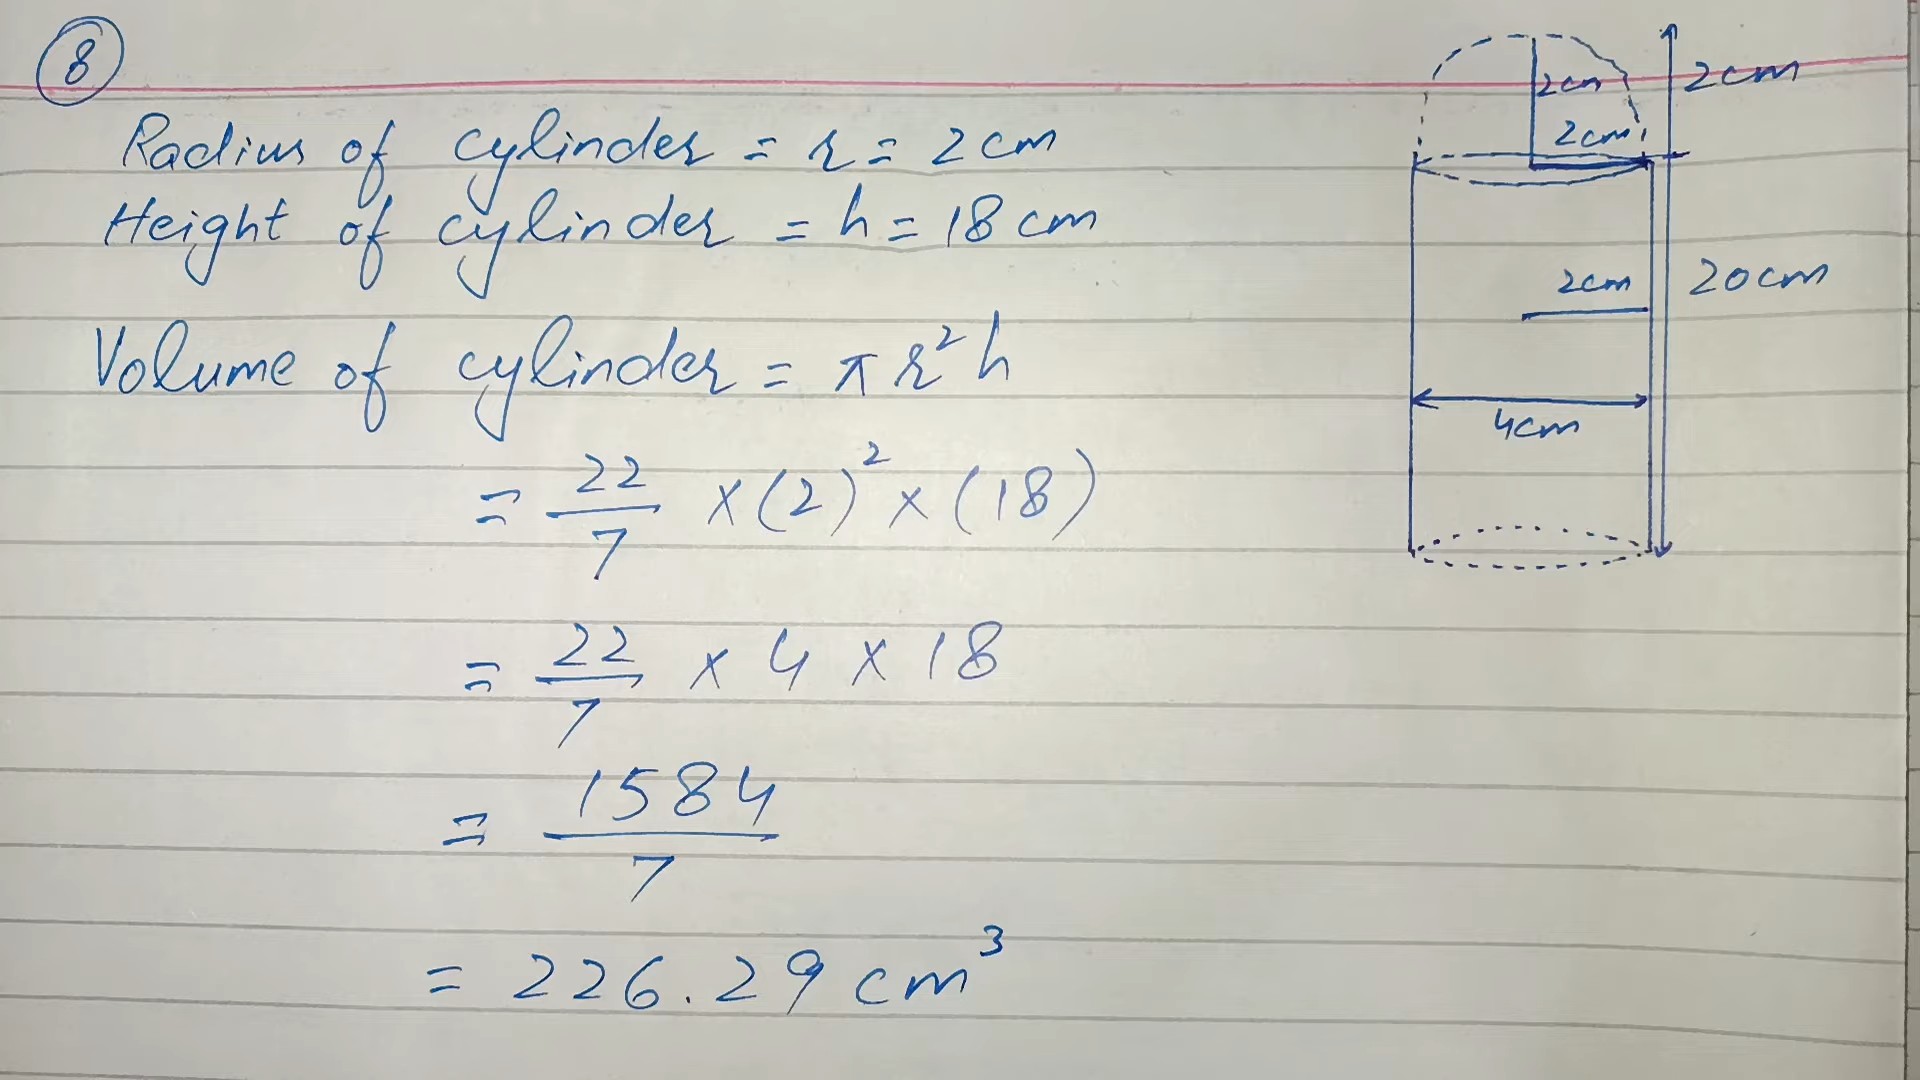 8
Radius of cylinder = r = 2 cm
Height of cylinder = h = 18 cm
Volume of cylinder = π r² h
= 22/7 × (2)² × (18)
= 22/7 × 4 × 18
= 1584/7
= 226.29 cm³
2cm
2cm
2cm
2cm
20cm
4cm